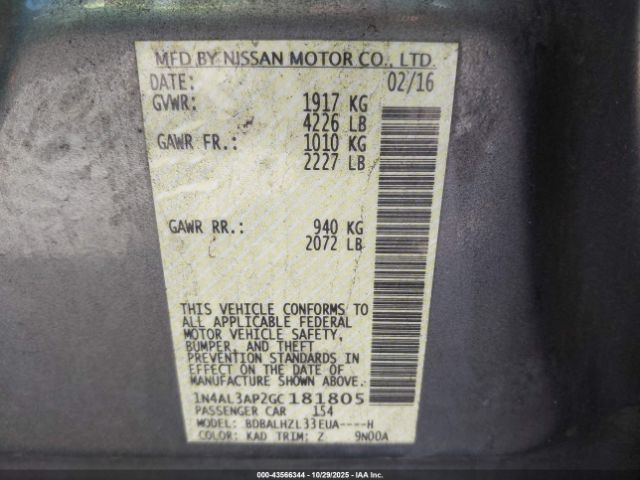 MFD BY NISSAN MOTOR CO., LTD.
DATE: 02/16
GVWR: 1917 KG
4226 LB
GAWR FR.: 1010 KG
2227 LB
GAWR RR.: 940 KG
2072 LB
THIS VEHICLE CONFORMS TO
ALL APPLICABLE FEDERAL
MOTOR VEHICLE SAFETY,
BUMPER, AND THEFT
PREVENTION STANDARDS IN
EFFECT ON THE DATE OF
MANUFACTURE SHOWN ABOVE.
1N4AL3AP2GC181805
PASSENGER CAR 154
MODEL: BDBALHZL33EUA----H
COLOR: KAD TRIM: Z 9N00A
000-43566344 - 10/29/2025 - IAA Inc.